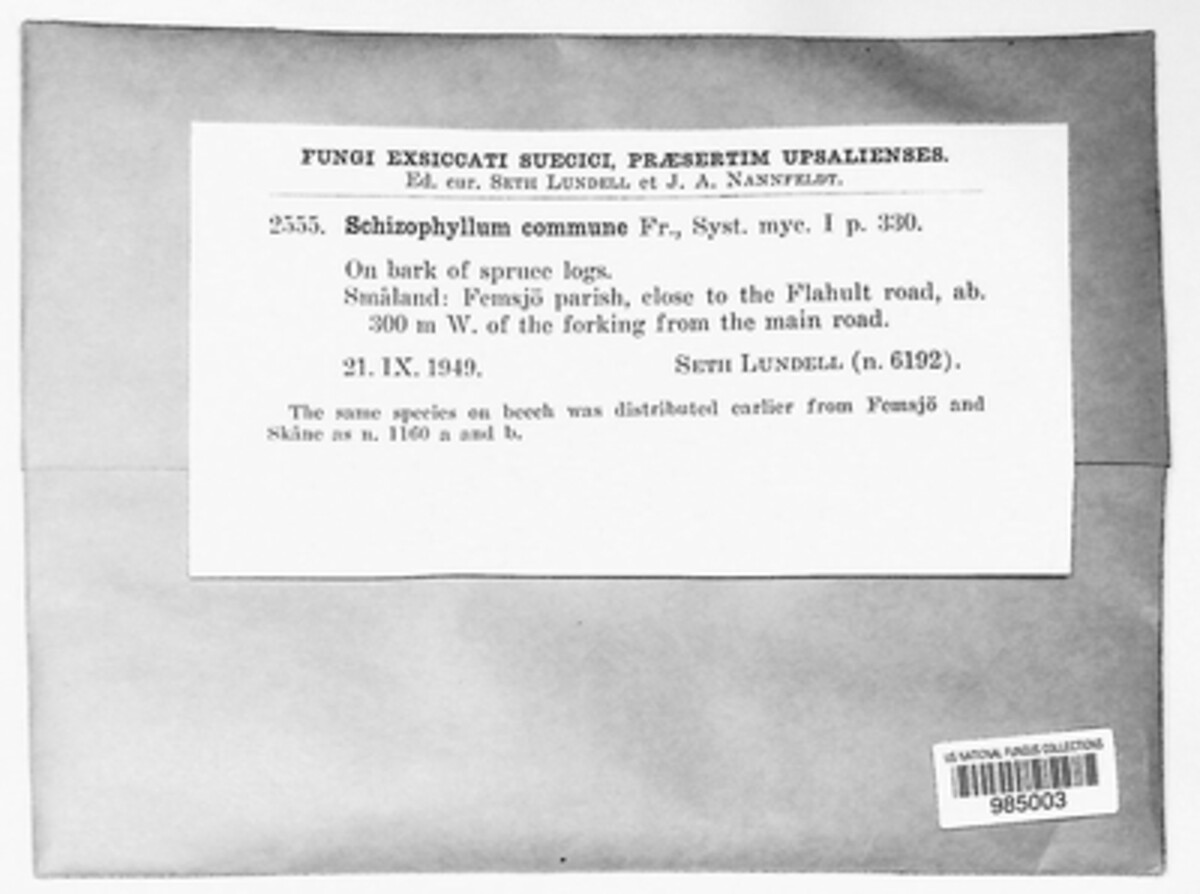 FUNGI EXSICCATI SUECICI, PRÆSERTIM UPSALIENSES.
Ed. cur. SETH LUNDELL et J. A. NANNFELDT.
2555. Schizophyllum commune Fr., Syst. myc. I p. 330.
On bark of spruce logs.
Småland: Femsjö parish, close to the Flahult road, ab.
300 m W. of the forking from the main road.
21. IX. 1949. SETH LUNDELL (n. 6192).
The same species on beech was distributed earlier from Femsjö and
Skåne as n. 1160 a and b.
US NATIONAL FUNGUS COLLECTIONS
985003